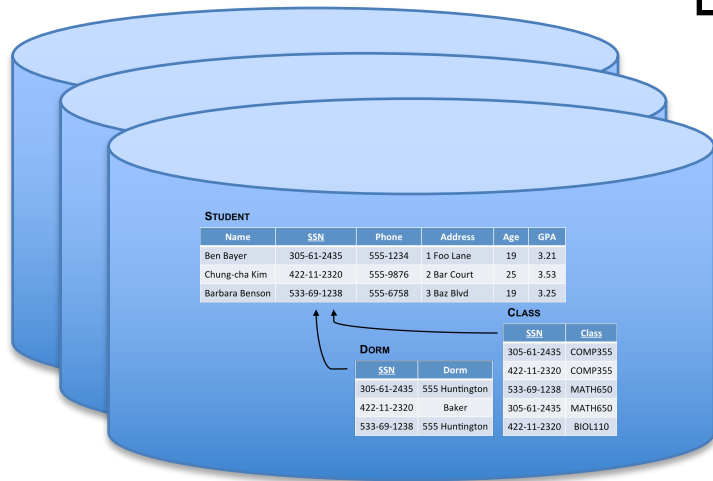 STUDENT
Name SSN Phone Address Age GPA
Ben Bayer 305-61-2435 555-1234 1 Foo Lane 19 3.21
Chung-cha Kim 422-11-2320 555-9876 2 Bar Court 25 3.53
Barbara Benson 533-69-1238 555-6758 3 Baz Blvd 19 3.25
DORM
SSN Dorm
305-61-2435 555 Huntington
422-11-2320 Baker
533-69-1238 555 Huntington
CLASS
SSN Class
305-61-2435 COMP355
422-11-2320 COMP355
533-69-1238 MATH650
305-61-2435 MATH650
422-11-2320 BIOL110